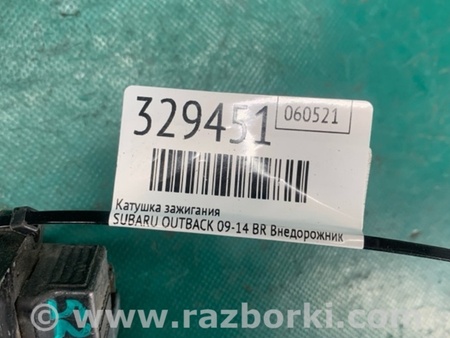 329451
060521
Катушка зажигания
SUBARU OUTBACK 09-14 BR Внедорожник
www.razborki.com